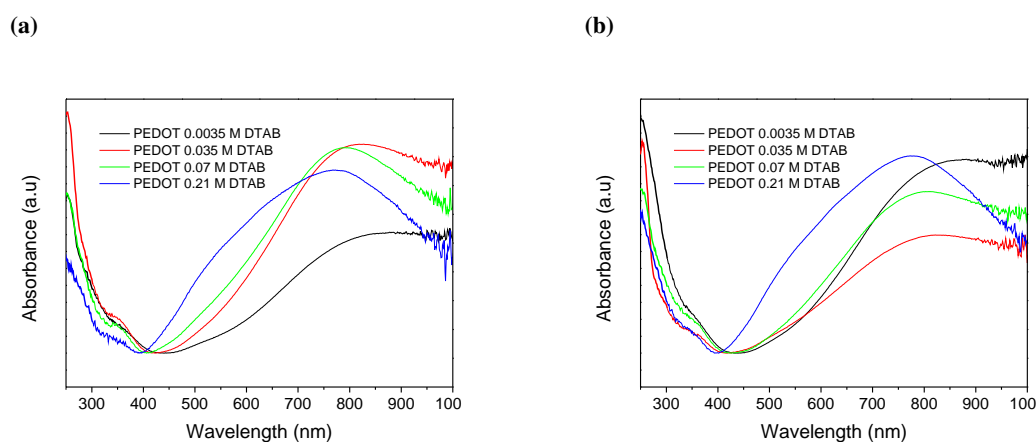 (a)
(b)
PEDOT 0.0035 M DTAB
PEDOT 0.035 M DTAB
PEDOT 0.07 M DTAB
PEDOT 0.21 M DTAB
Absorbance (a.u)
300 400 500 600 700 800 900 100
Wavelength (nm)
PEDOT 0.0035 M DTAB
PEDOT 0.035 M DTAB
PEDOT 0.07 M DTAB
PEDOT 0.21 M DTAB
Absorbance (a.u)
300 400 500 600 700 800 900 100
Wavelength (nm)